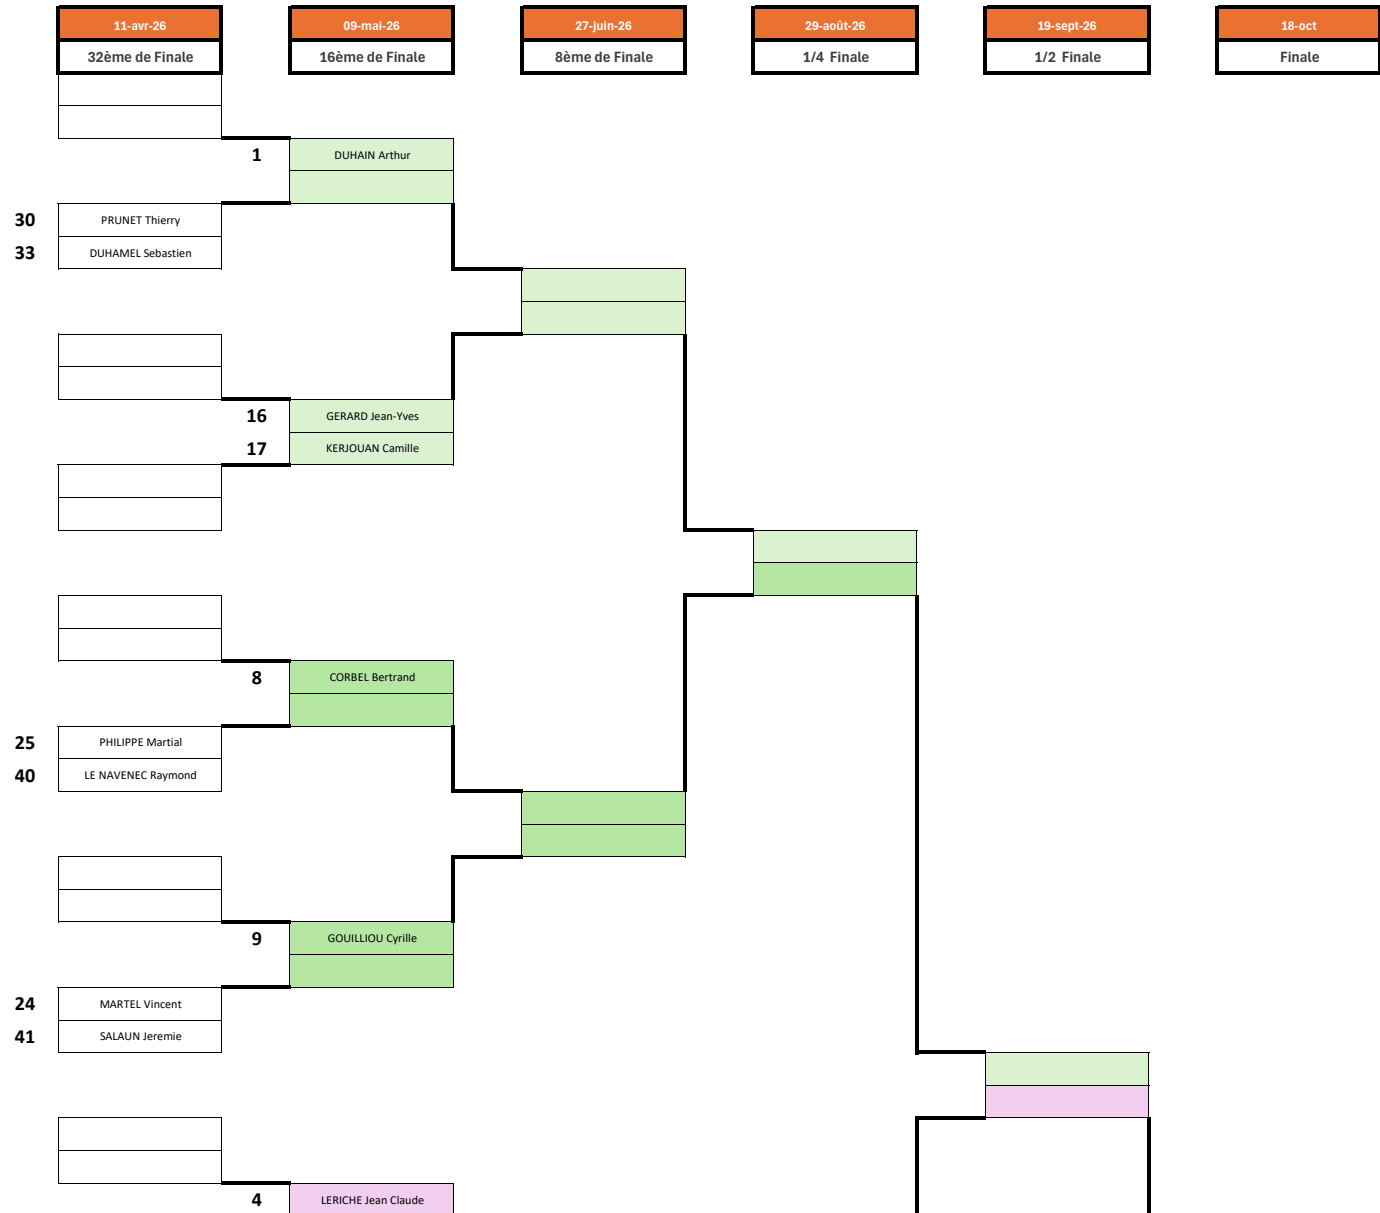 11-avr-26 09-mai-26 27-juin-26 29-août-26 19-sept-26 18-oct
32ème de Finale 16ème de Finale 8ème de Finale 1/4 Finale 1/2 Finale Finale
1 DUHAIN Arthur
30 PRUNET Thierry
33 DUHAMEL Sebastien
16 GERARD Jean-Yves
17 KERJOUAN Camille
8 CORBEL Bertrand
25 PHILIPPE Martial
40 LE NAVENEC Raymond
9 GOUILLIOU Cyrille
24 MARTEL Vincent
41 SALAUN Jeremie
4 LERICHE Jean Claude